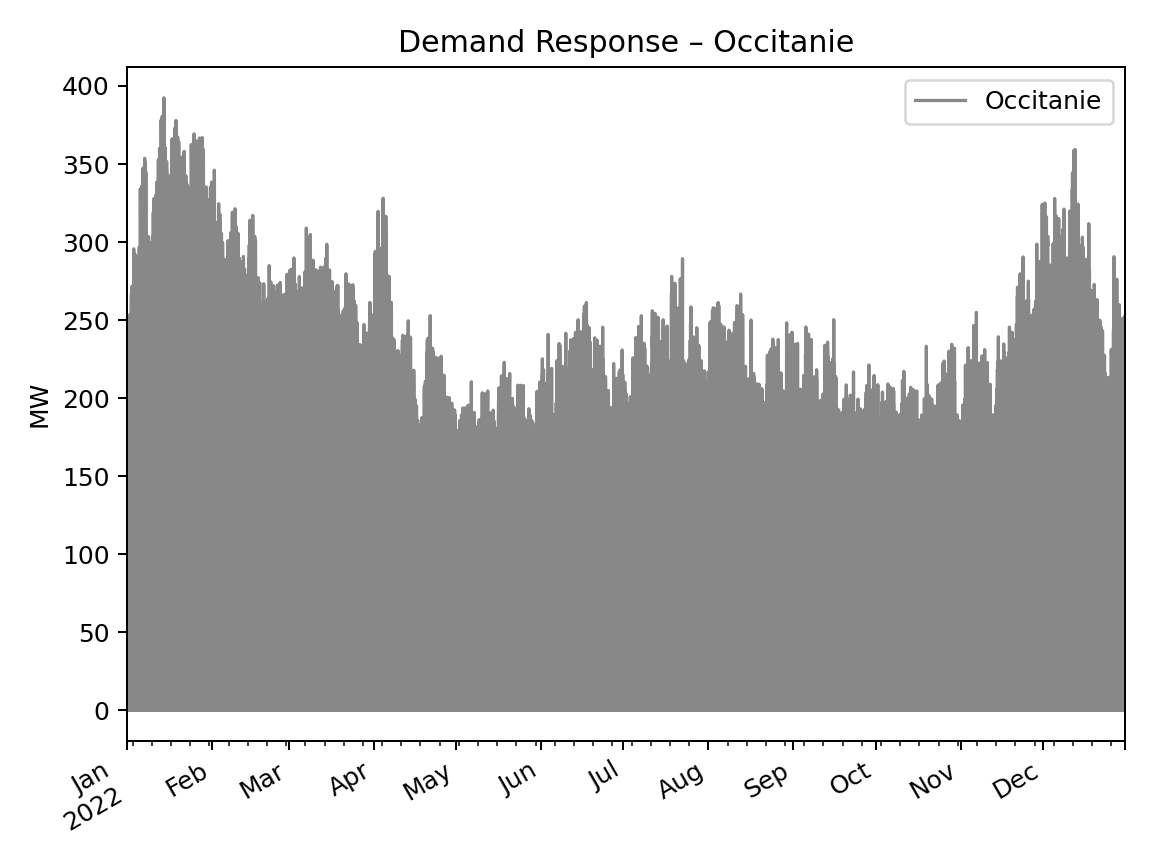 Demand Response – Occitanie
Occitanie
400
350
300
250
200
150
100
50
0
MW
Jan
2022
Feb
Mar
Apr
May
Jun
Jul
Aug
Sep
Oct
Nov
Dec